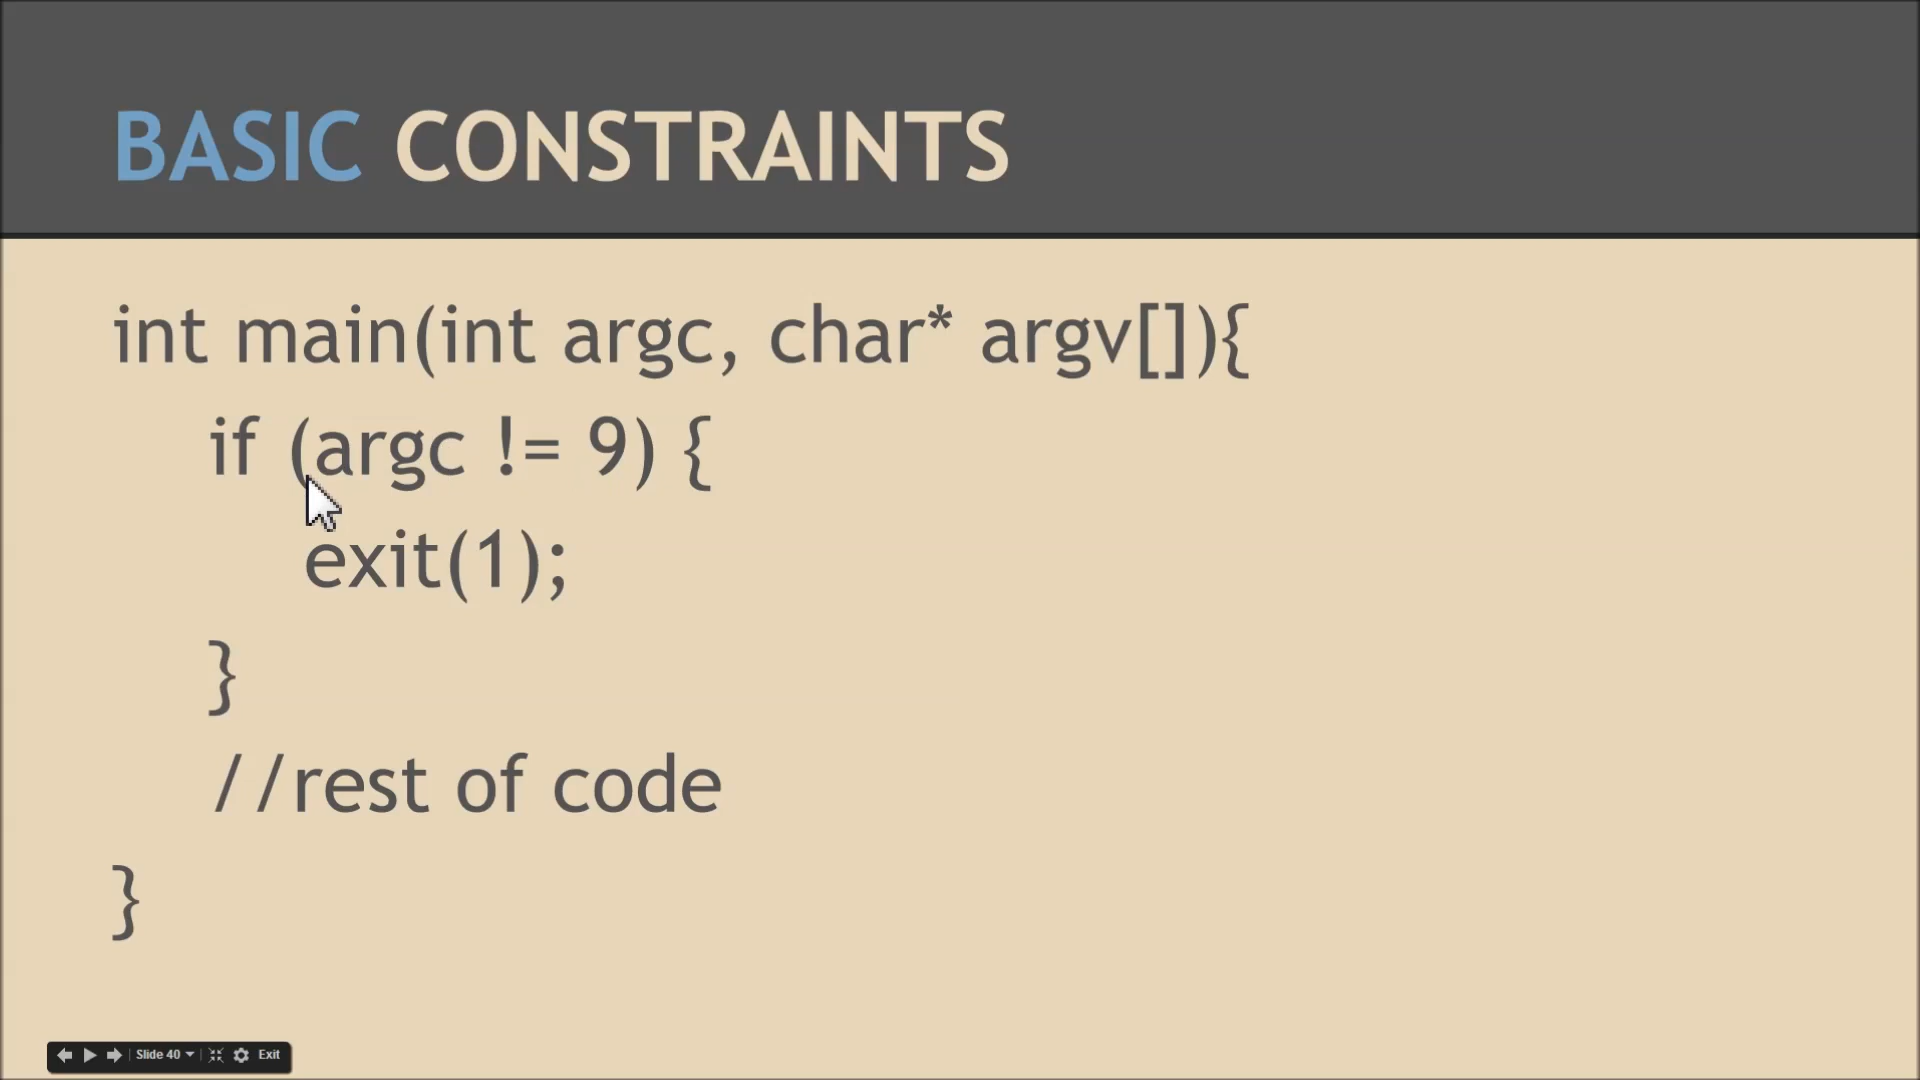 BASIC CONSTRAINTS
int main(int argc, char* argv[]){
if (argc != 9) {
exit(1);
}
//rest of code
}
Slide 40 Exit